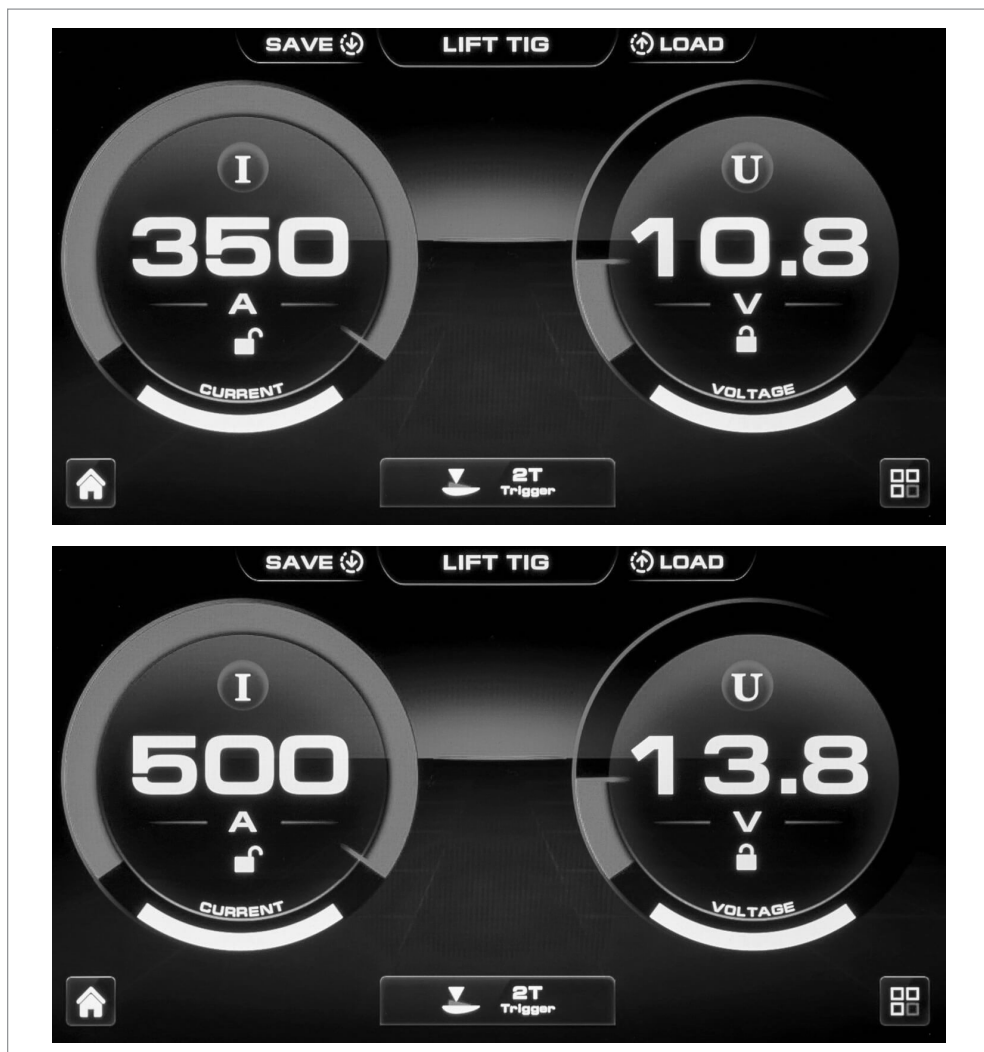 SAVE LIFT TIG LOAD
I U
350 10.8
A V
CURRENT VOLTAGE
2T
Trigger
SAVE LIFT TIG LOAD
I U
500 13.8
A V
CURRENT VOLTAGE
2T
Trigger